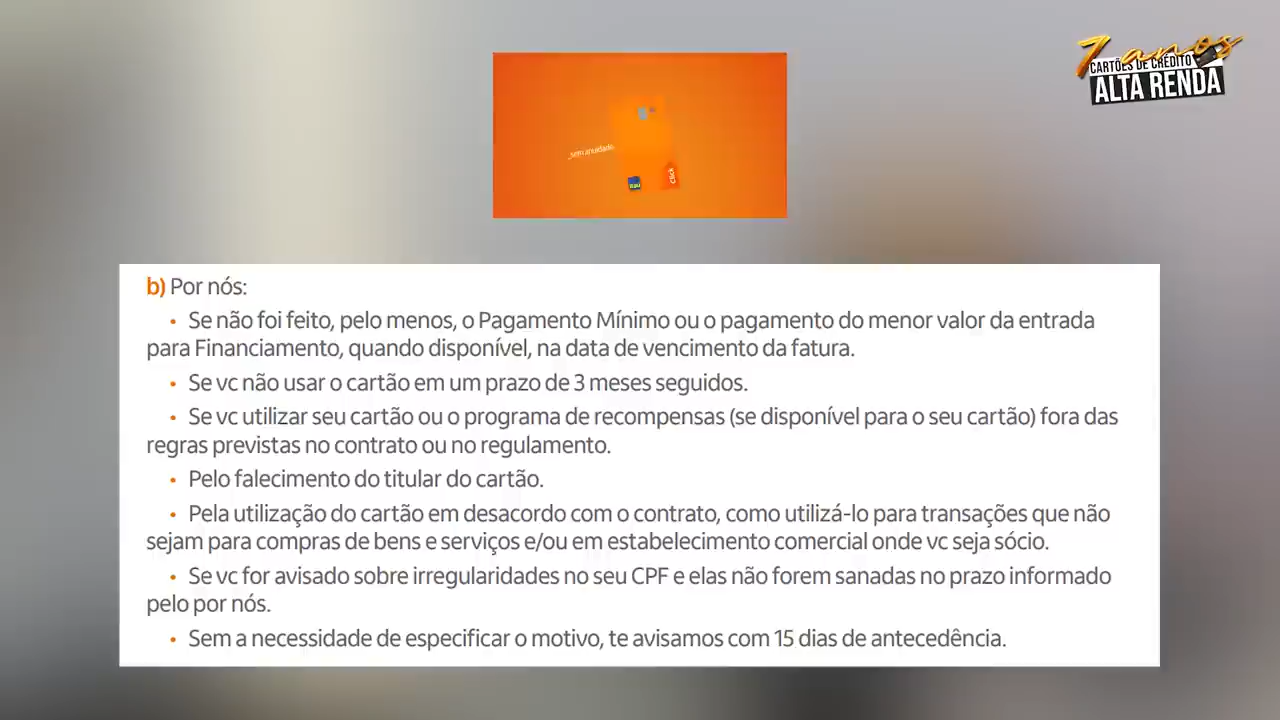 7 anos
CARTÕES DE CRÉDITO
ALTA RENDA
_sem anuidade
itaú
click
b) Por nós:
• Se não foi feito, pelo menos, o Pagamento Mínimo ou o pagamento do menor valor da entrada
para Financiamento, quando disponível, na data de vencimento da fatura.
• Se vc não usar o cartão em um prazo de 3 meses seguidos.
• Se vc utilizar seu cartão ou o programa de recompensas (se disponível para o seu cartão) fora das
regras previstas no contrato ou no regulamento.
• Pelo falecimento do titular do cartão.
• Pela utilização do cartão em desacordo com o contrato, como utilizá-lo para transações que não
sejam para compras de bens e serviços e/ou em estabelecimento comercial onde vc seja sócio.
• Se vc for avisado sobre irregularidades no seu CPF e elas não forem sanadas no prazo informado
pelo por nós.
• Sem a necessidade de especificar o motivo, te avisamos com 15 dias de antecedência.